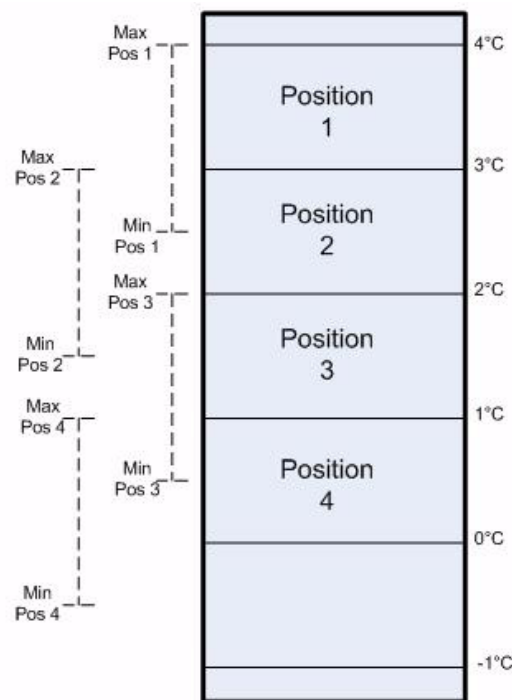 Max
Pos 1
4°C
Position
1
Max
Pos 2
3°C
Min
Pos 1
Position
2
Max
Pos 3
2°C
Min
Pos 2
Position
3
Max
Pos 4
1°C
Min
Pos 3
Position
4
0°C
Min
Pos 4
-1°C